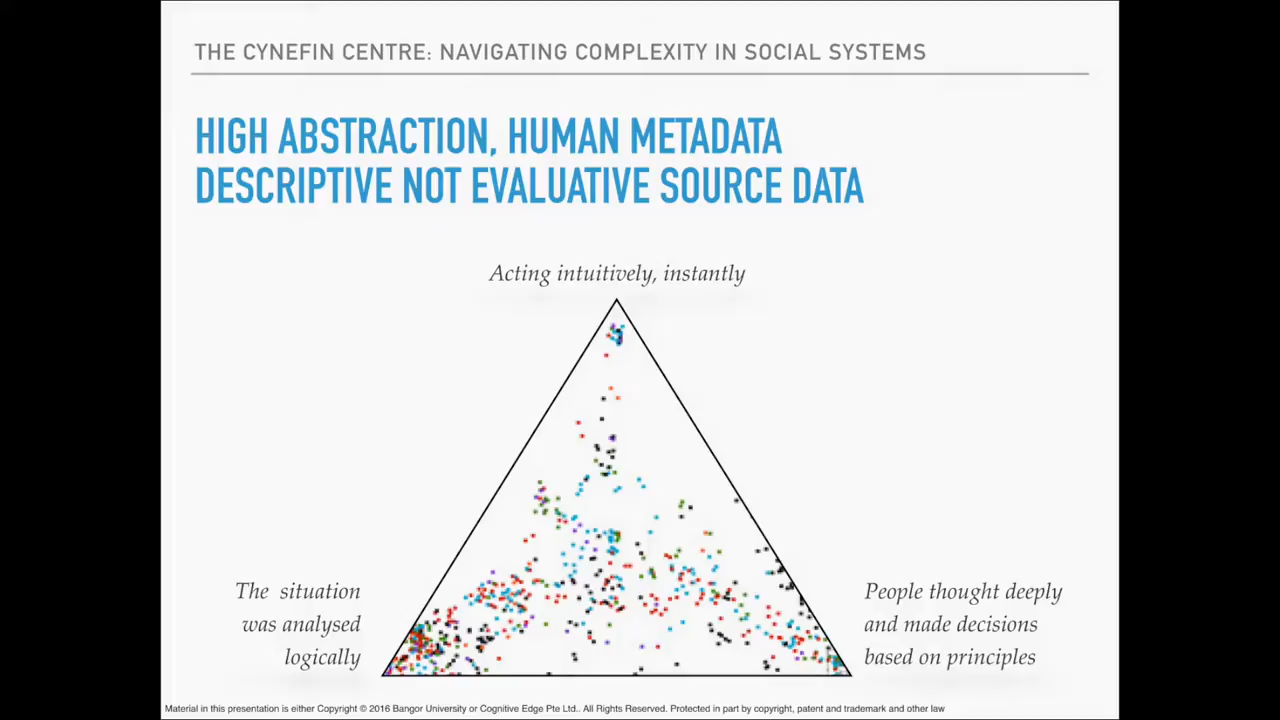 THE CYNEFIN CENTRE: NAVIGATING COMPLEXITY IN SOCIAL SYSTEMS
HIGH ABSTRACTION, HUMAN METADATA
DESCRIPTIVE NOT EVALUATIVE SOURCE DATA
Acting intuitively, instantly
The situation
was analysed
logically
People thought deeply
and made decisions
based on principles
Material in this presentation is either Copyright © 2016 Bangor University or Cognitive Edge Pte Ltd.. All Rights Reserved. Protected in part by copyright, patent and trademark and other law